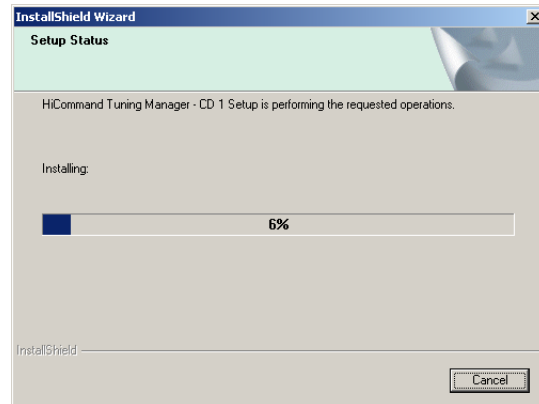 InstallShield Wizard
Setup Status
HiCommand Tuning Manager - CD 1 Setup is performing the requested operations.
Installing:
6%
InstallShield
Cancel